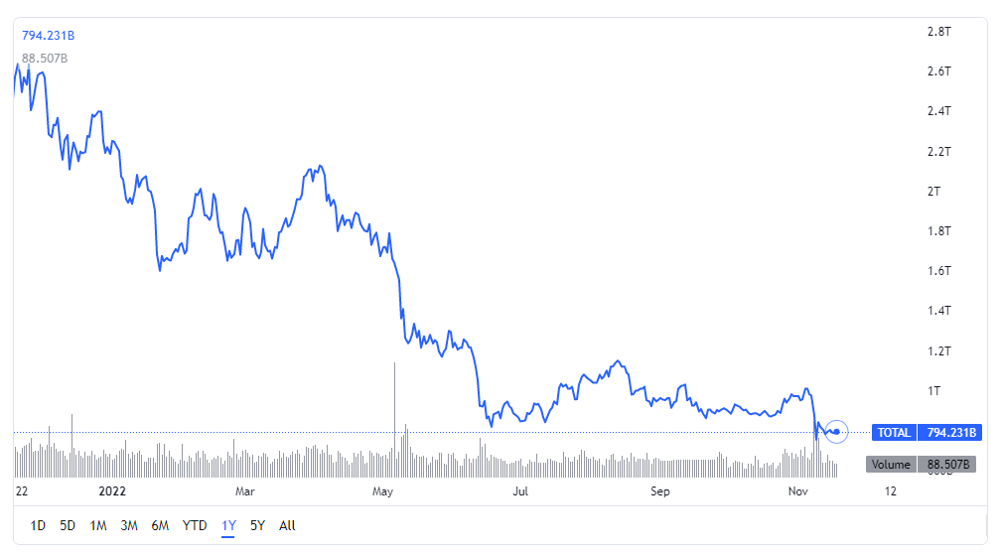 794.231B
88.507B
2.8T
2.6T
2.4T
2.2T
2T
1.8T
1.6T
1.4T
1.2T
1T
TOTAL 794.231B
Volume 88.507B
22 2022 Mar May Jul Sep Nov 12
1D 5D 1M 3M 6M YTD 1Y 5Y All